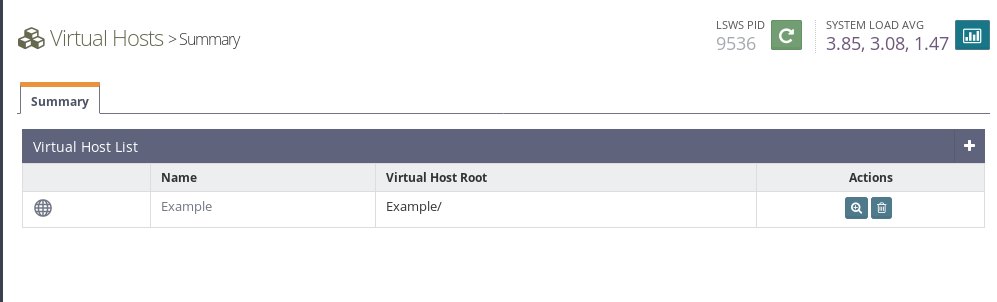 Virtual Hosts > Summary
LSWS PID
9536
SYSTEM LOAD AVG
3.85, 3.08, 1.47
Summary
Virtual Host List
Name Virtual Host Root Actions
Example Example/